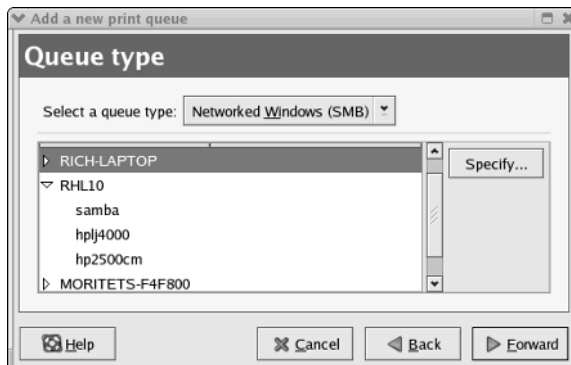 Add a new print queue
Queue type
Select a queue type: Networked Windows (SMB)
RICH-LAPTOP
Specify...
RHL10
samba
hplj4000
hp2500cm
MORITETS-F4F800
Help
Cancel
Back
Forward